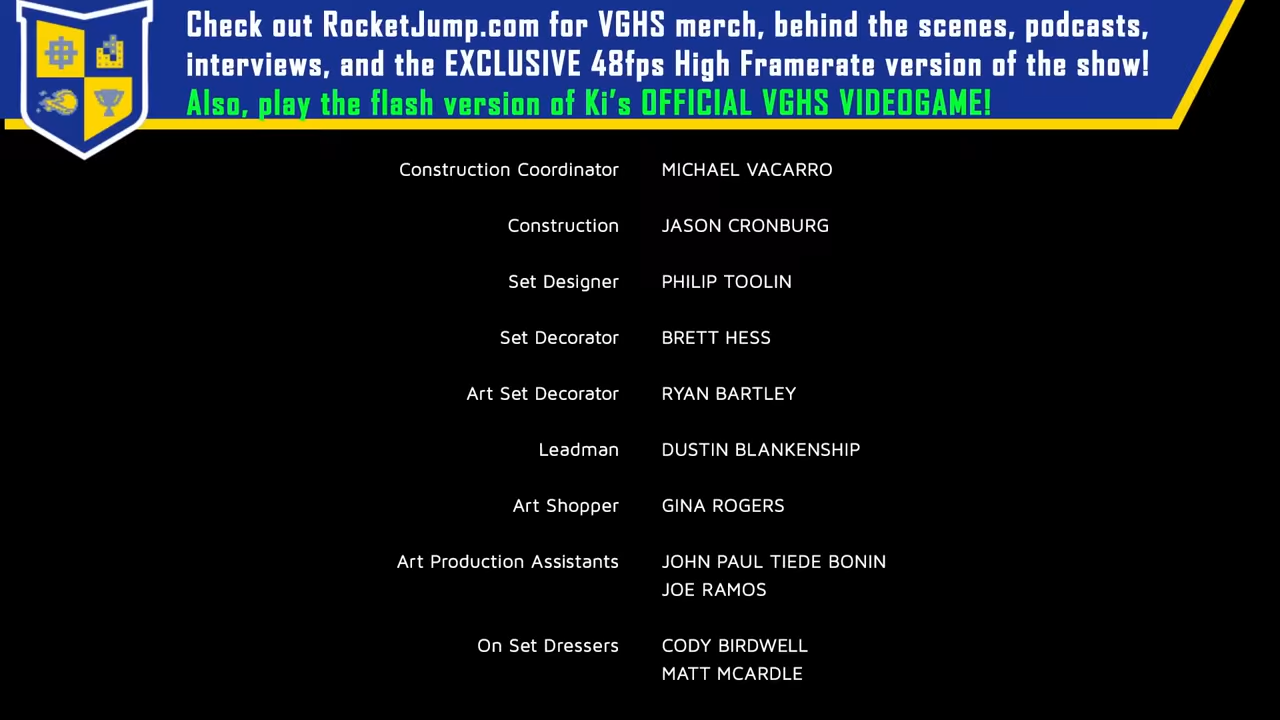 Check out RocketJump.com for VGHS merch, behind the scenes, podcasts,
interviews, and the EXCLUSIVE 48fps High Framerate version of the show!
Also, play the flash version of Ki's OFFICIAL VGHS VIDEOGAME!
Construction Coordinator MICHAEL VACARRO
Construction JASON CRONBURG
Set Designer PHILIP TOOLIN
Set Decorator BRETT HESS
Art Set Decorator RYAN BARTLEY
Leadman DUSTIN BLANKENSHIP
Art Shopper GINA ROGERS
Art Production Assistants JOHN PAUL TIEDE BONIN
JOE RAMOS
On Set Dressers CODY BIRDWELL
MATT MCARDLE